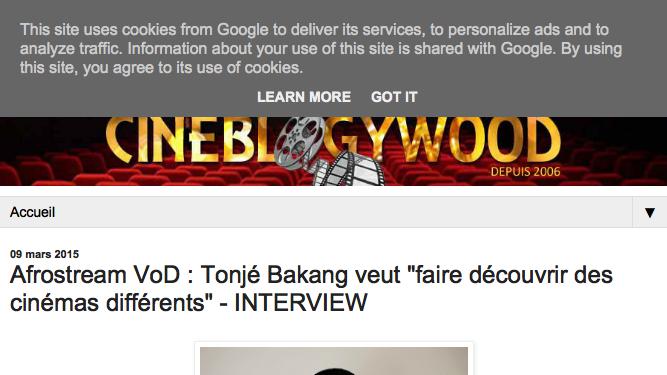 This site uses cookies from Google to deliver its services, to personalize ads and to
analyze traffic. Information about your use of this site is shared with Google. By using
this site, you agree to its use of cookies.
LEARN MORE GOT IT
CINEBLOGYWOOD
DEPUIS 2006
Accueil ▼
09 mars 2015
Afrostream VoD : Tonjé Bakang veut "faire découvrir des
cinémas différents" - INTERVIEW